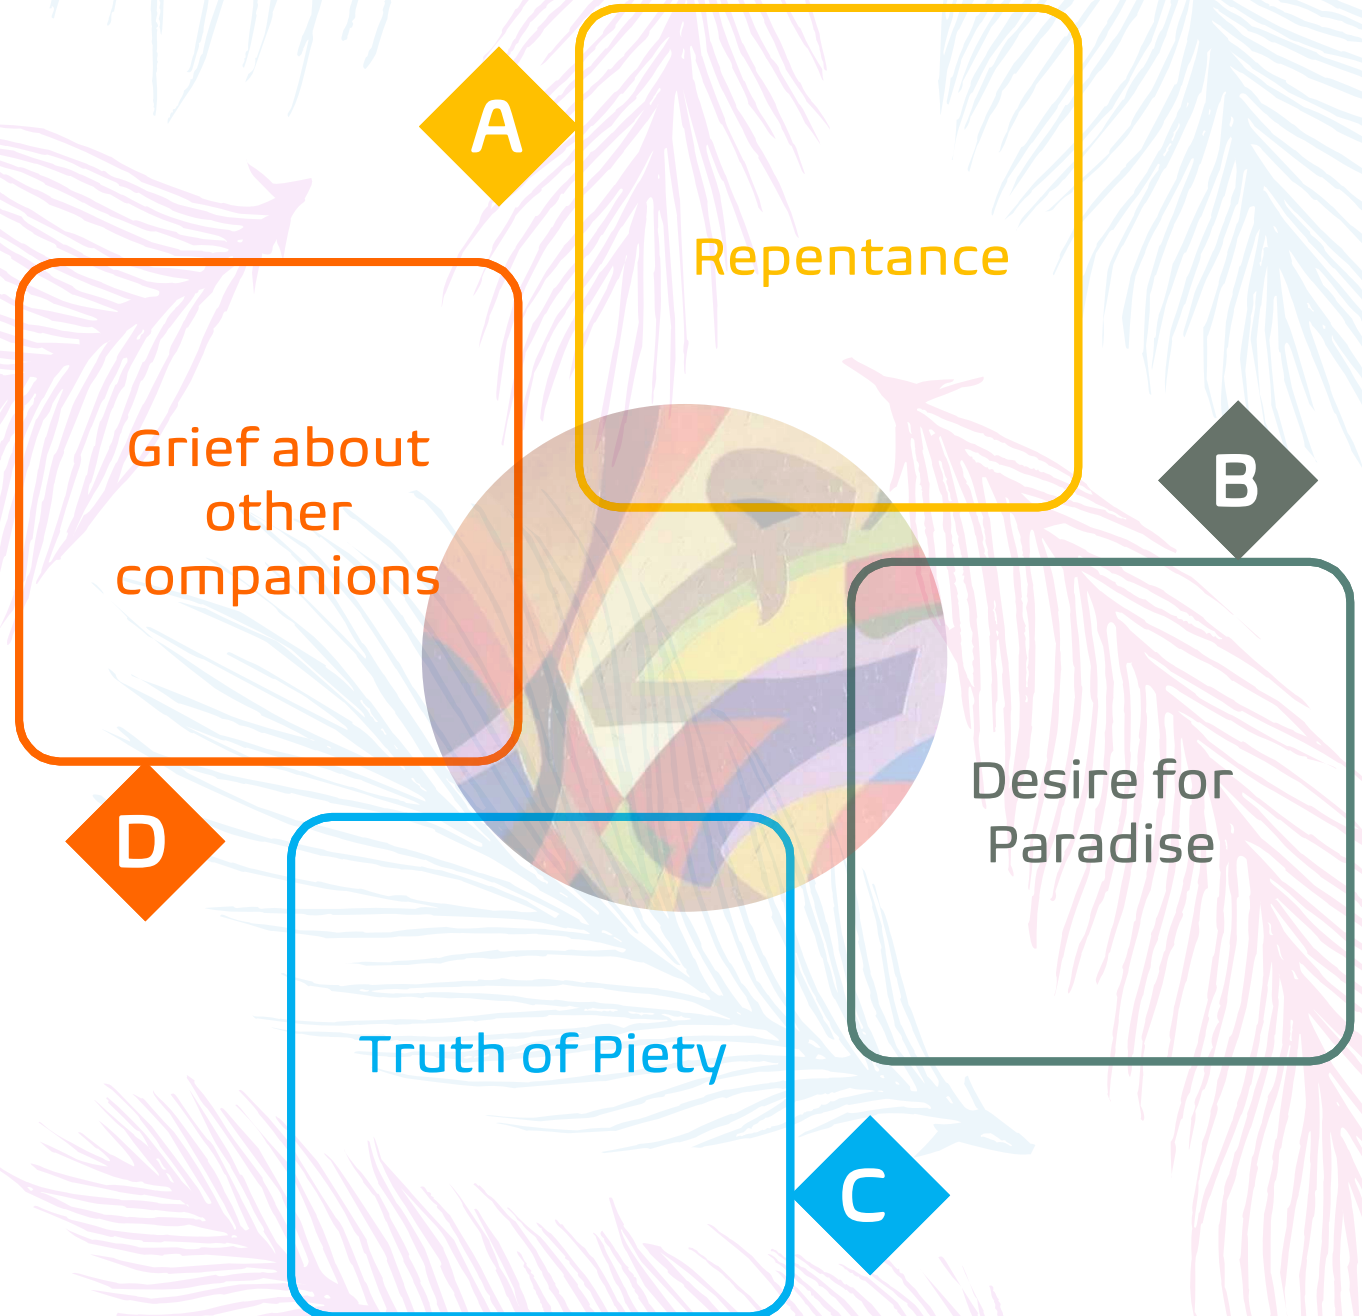 A
Repentance
B
Desire for
Paradise
C
Truth of Piety
D
Grief about
other
companions